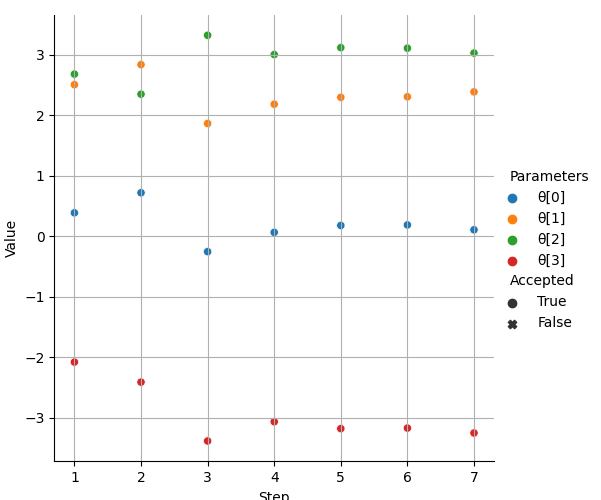 Value
3
2
1
0
−1
−2
−3
1 2 3 4 5 6 7
Step
Parameters
θ[0]
θ[1]
θ[2]
θ[3]
Accepted
True
False